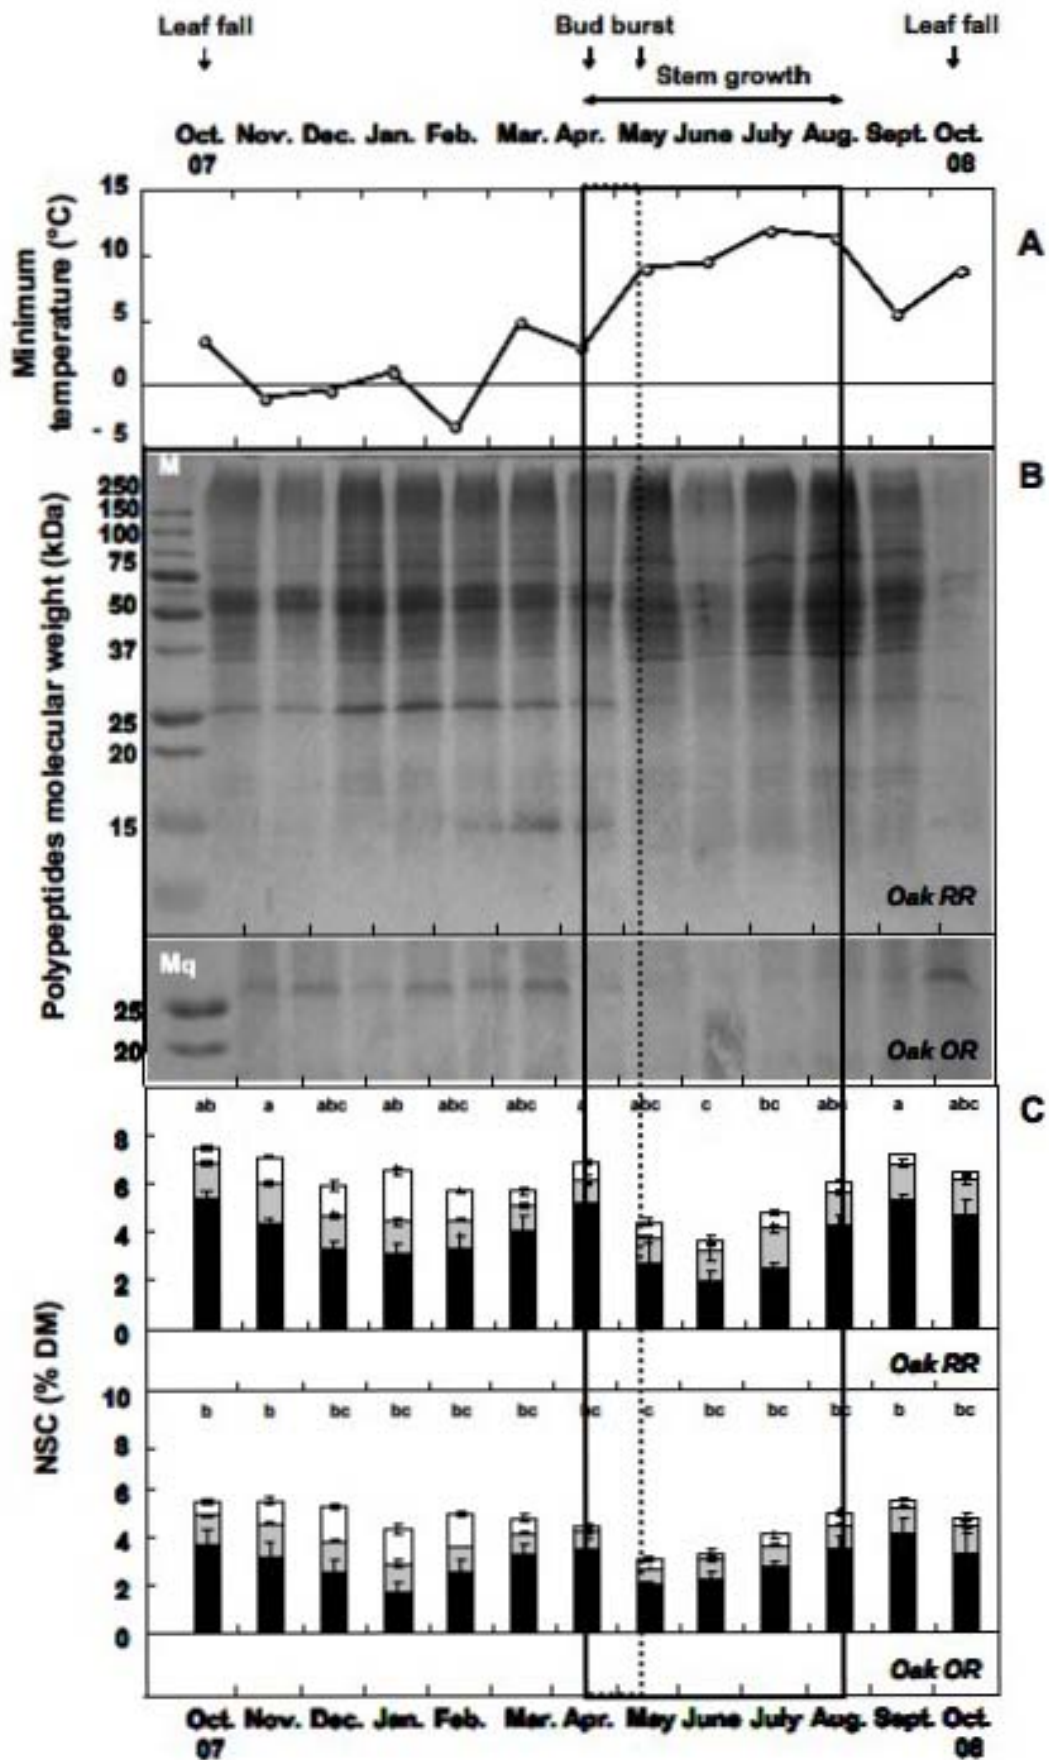 Leaf fall Bud burst Leaf fall
Stem growth
Oct. Nov. Dec. Jan. Feb. Mar. Apr. May June July Aug. Sept. Oct.
07 08
Minimum
temperature (°C)
15
10
5
0
- 5
A
Polypeptides molecular weight (kDa)
M
B
250
150
100
75
50
37
25
20
15
Oak RR
Mq
25
20
Oak OR
NSC (% DM)
C
ab a abc ab abc abc a abc c bc abc a abc
8
6
4
2
0
Oak RR
10
b b bc bc bc bc bc c bc bc bc b bc
8
6
4
2
0
Oak OR
Oct. Nov. Dec. Jan. Feb. Mar. Apr. May June July Aug. Sept. Oct.
07 08